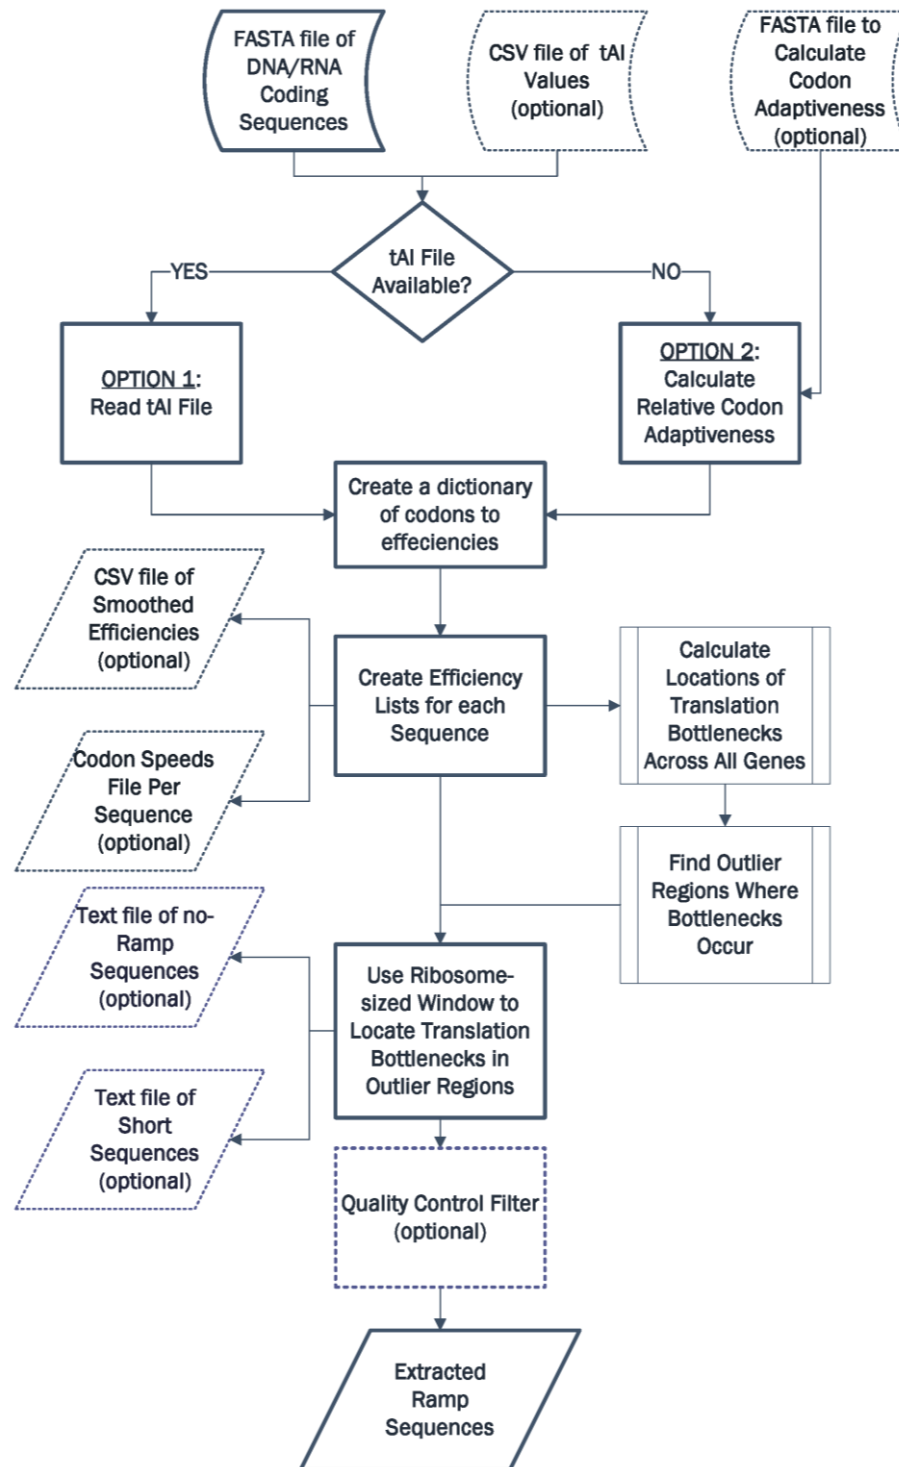 FASTA file of
DNA/RNA
Coding
Sequences
CSV file of tAI
Values
(optional)
FASTA file to
Calculate
Codon
Adaptiveness
(optional)
tAI File
Available?
YES
NO
OPTION 1:
Read tAI File
OPTION 2:
Calculate
Relative Codon
Adaptiveness
Create a dictionary
of codons to
effeciencies
CSV file of
Smoothed
Efficiencies
(optional)
Create Efficiency
Lists for each
Sequence
Calculate
Locations of
Translation
Bottlenecks
Across All Genes
Codon Speeds
File Per
Sequence
(optional)
Find Outlier
Regions Where
Bottlenecks
Occur
Text file of no-
Ramp
Sequences
(optional)
Use Ribosome-
sized Window to
Locate Translation
Bottlenecks in
Outlier Regions
Text file of
Short
Sequences
(optional)
Quality Control Filter
(optional)
Extracted
Ramp
Sequences